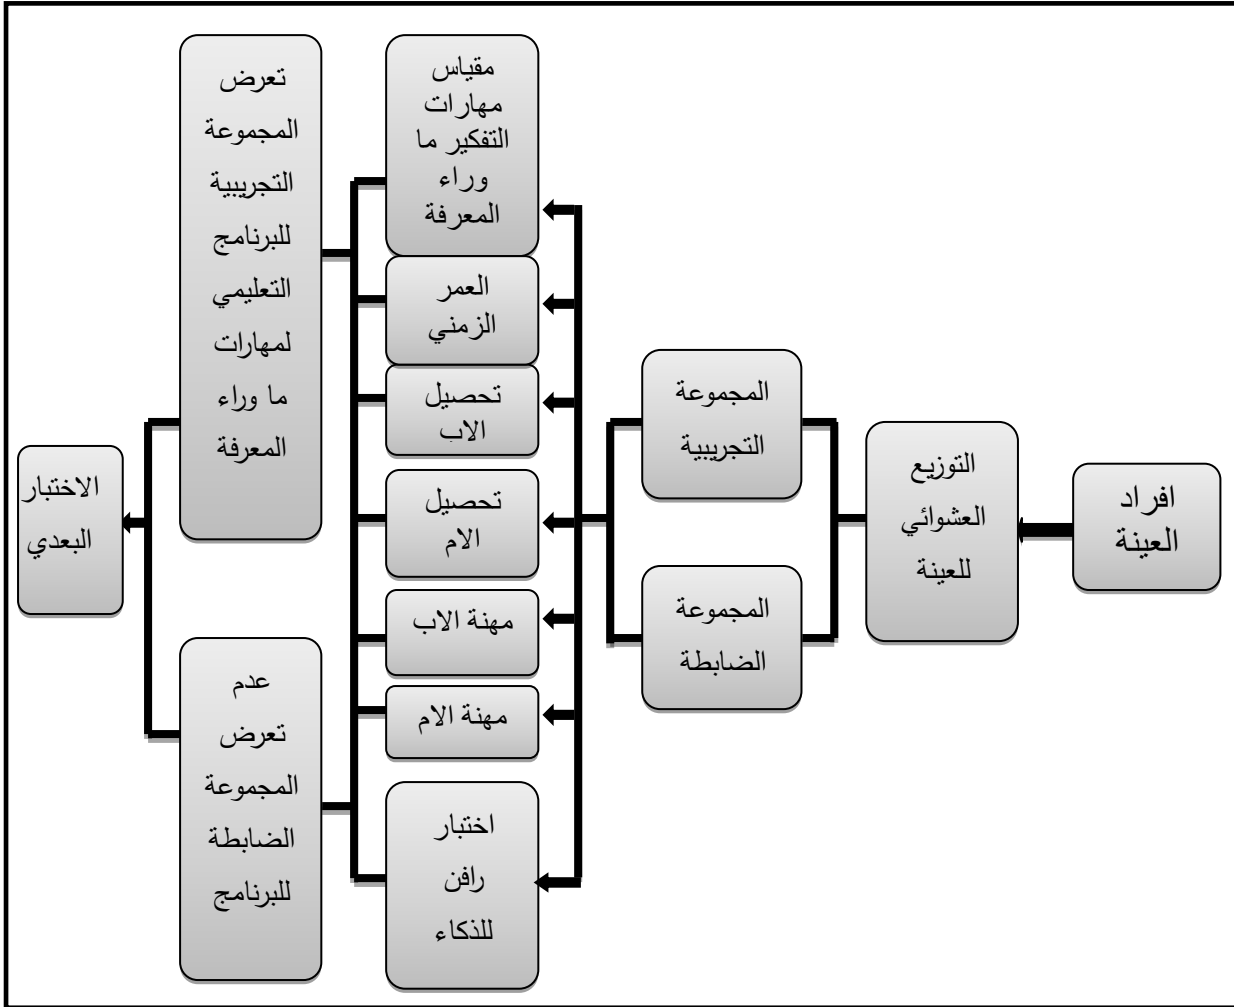 افراد
العينة
التوزيع
العشوائي
للعينة
المجموعة
التجريبية
المجموعة
الضابطة
مقياس
مهارات
التفكير ما
وراء
المعرفة
العمر
الزمني
تحصيل
الاب
تحصيل
الام
مهنة الاب
مهنة الام
اختبار
رافن
للذكاء
تعرض
المجموعة
التجريبية
للبرنامج
التعليمي
لمهارات
ما وراء
المعرفة
عدم
تعرض
المجموعة
الضابطة
للبرنامج
الاختبار
البعدي